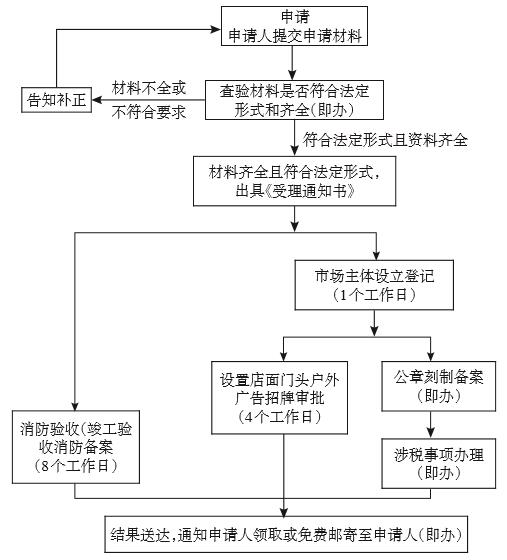 申请
申请人提交申请材料
材料不全或
不符合要求
告知补正
查验材料是否符合法定
形式和齐全(即办)
符合法定形式且资料齐全
材料齐全且符合法定形式,
出具《受理通知书》
市场主体设立登记
(1个工作日)
设置店面门头户外
广告招牌审批
(4个工作日)
公章刻制备案
(即办)
消防验收(竣工验
收消防备案
(8个工作日)
涉税事项办理
(即办)
结果送达,通知申请人领取或免费邮寄至申请人(即办)